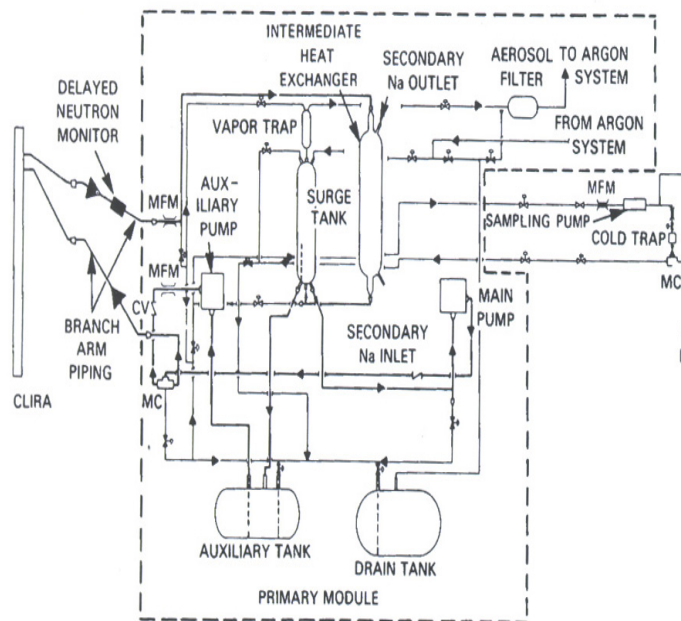 INTERMEDIATE
HEAT
EXCHANGER
SECONDARY
Na OUTLET
AEROSOL
FILTER
TO ARGON
SYSTEM
DELAYED
NEUTRON
MONITOR
VAPOR TRAP
FROM ARGON
SYSTEM
MFM
AUX-
ILIARY
PUMP
SURGE
TANK
MFM
SAMPLING PUMP
COLD TRAP
MC
MFM
CV
MAIN
PUMP
BRANCH
ARM
PIPING
SECONDARY
Na INLET
CLIRA
MC
AUXILIARY TANK
DRAIN TANK
PRIMARY MODULE